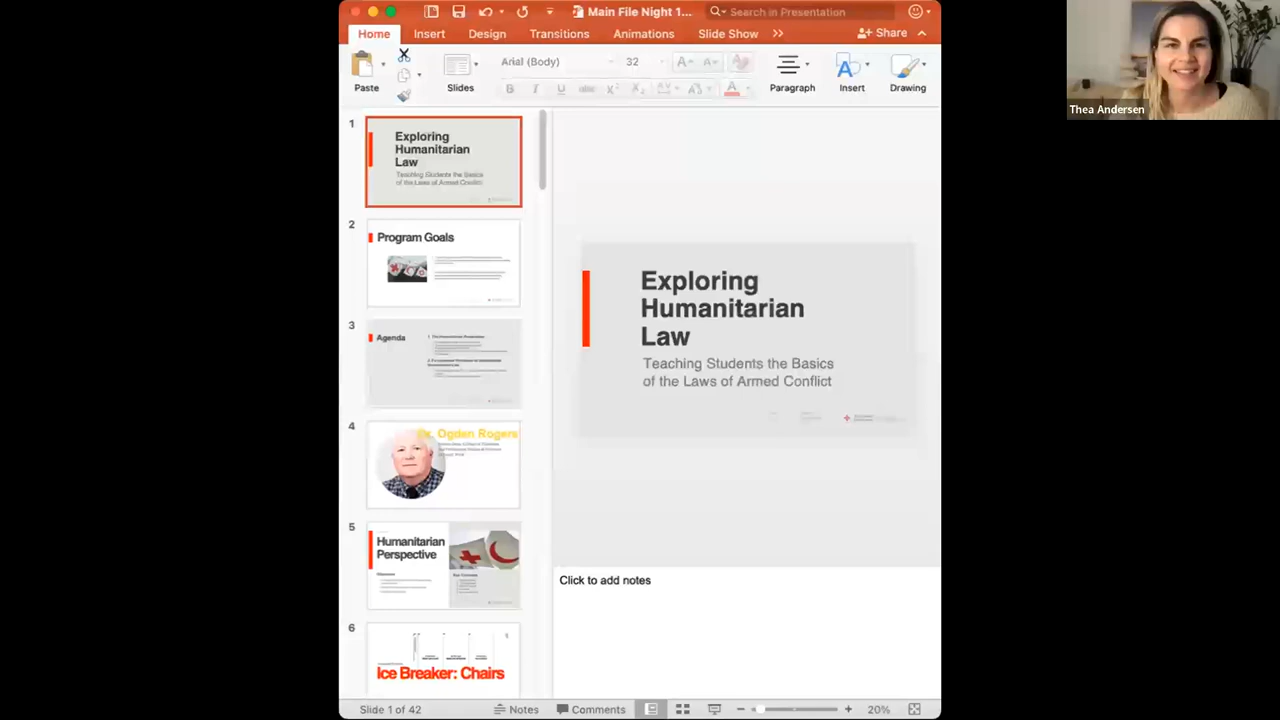 Main File Night 1...
Search in Presentation
Home
Insert
Design
Transitions
Animations
Slide Show
Share
Arial (Body)
32
Paste
Slides
Paragraph
Insert
Drawing
Thea Andersen
1
Exploring
Humanitarian
Law
Teaching Students the Basics
of the Laws of Armed Conflict
2
Program Goals
3
Agenda
4
Dr. Ogden Rogers
5
Humanitarian
Perspective
6
Ice Breaker: Chairs
Exploring
Humanitarian
Law
Teaching Students the Basics
of the Laws of Armed Conflict
Click to add notes
Slide 1 of 42
Notes
Comments
20%